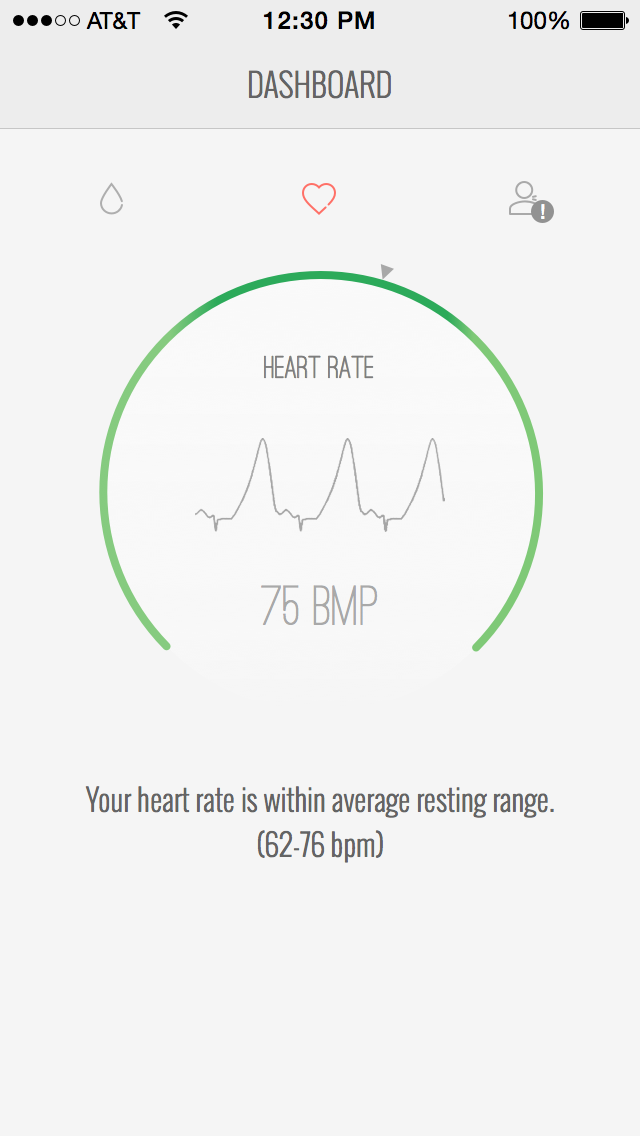 AT&T 12:30 PM 100%
DASHBOARD
!
HEART RATE
75 BMP
Your heart rate is within average resting range.
(62-76 bpm)